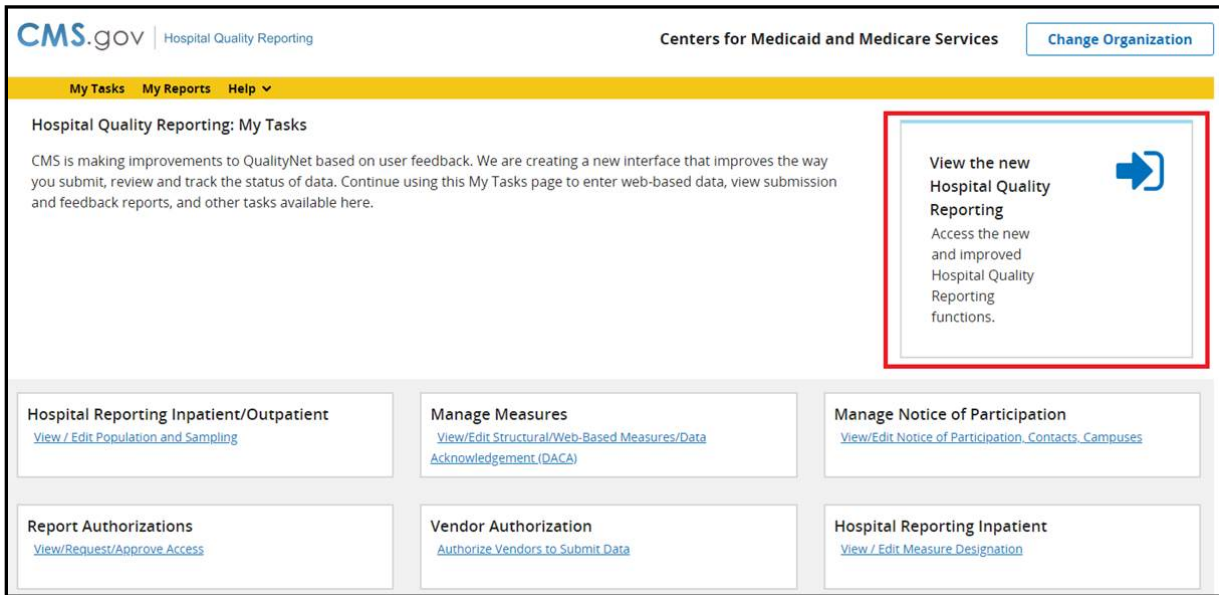 CMS.gov | Hospital Quality Reporting
Centers for Medicaid and Medicare Services
Change Organization
My Tasks My Reports Help
Hospital Quality Reporting: My Tasks
CMS is making improvements to QualityNet based on user feedback. We are creating a new interface that improves the way
you submit, review and track the status of data. Continue using this My Tasks page to enter web-based data, view submission
and feedback reports, and other tasks available here.
View the new
Hospital Quality
Reporting
Access the new
and improved
Hospital Quality
Reporting
functions.
Hospital Reporting Inpatient/Outpatient
View / Edit Population and Sampling
Manage Measures
View/Edit Structural/Web-Based Measures/Data
Acknowledgement (DACA)
Manage Notice of Participation
View/Edit Notice of Participation, Contacts, Campuses
Report Authorizations
View/Request/Approve Access
Vendor Authorization
Authorize Vendors to Submit Data
Hospital Reporting Inpatient
View / Edit Measure Designation